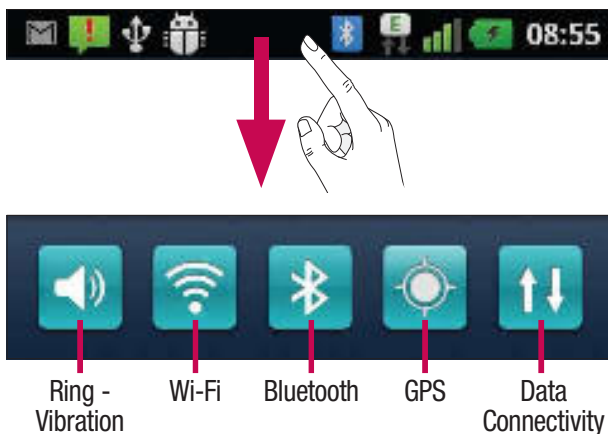 E 08:55
Ring - Wi-Fi Bluetooth GPS Data
Vibration Connectivity